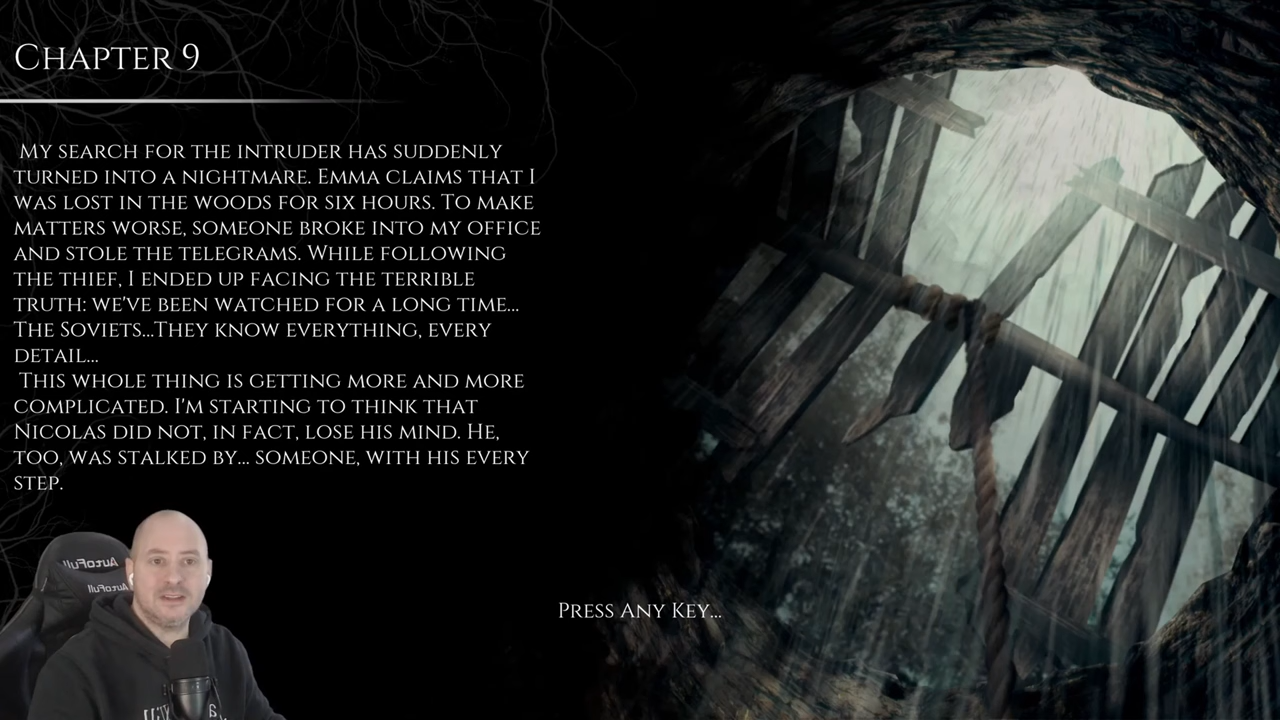 Chapter 9
My search for the intruder has suddenly
turned into a nightmare. Emma claims that I
was lost in the woods for six hours. To make
matters worse, someone broke into my office
and stole the telegrams. While following
the thief, I ended up facing the terrible
truth: we've been watched for a long time...
The Soviets...They know everything, every
detail...
This whole thing is getting more and more
complicated. I'm starting to think that
Nicolas did not, in fact, lose his mind. He,
too, was stalked by... someone, with his every
step.
AutoFull
AutoFull
Press Any Key...